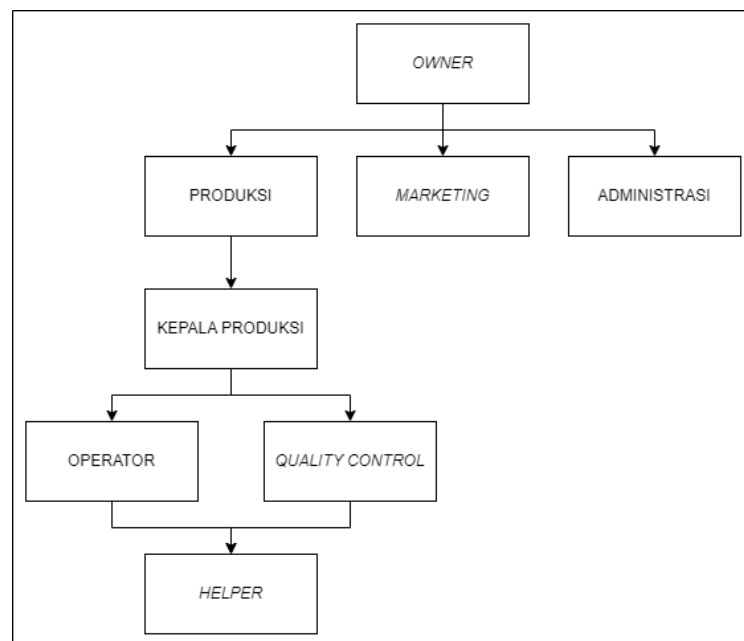 OWNER
PRODUKSI
MARKETING
ADMINISTRASI
KEPALA PRODUKSI
OPERATOR
QUALITY CONTROL
HELPER